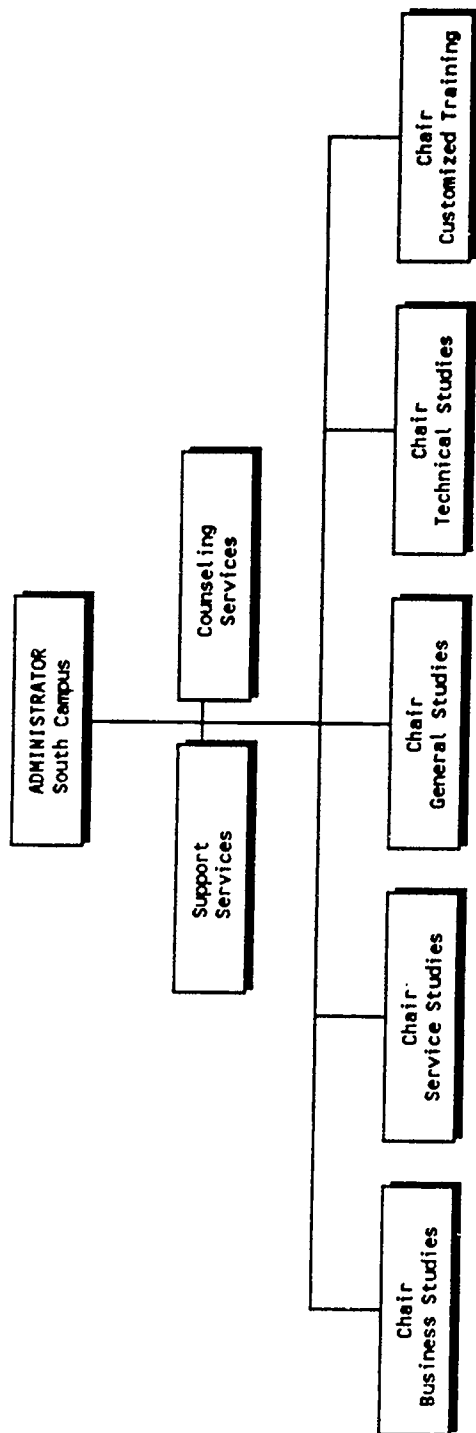 ADMINISTRATOR
South Campus
Support
Services
Counseling
Services
Chair
Business Studies
Chair
Service Studies
Chair
General Studies
Chair
Technical Studies
Chair
Customized Training